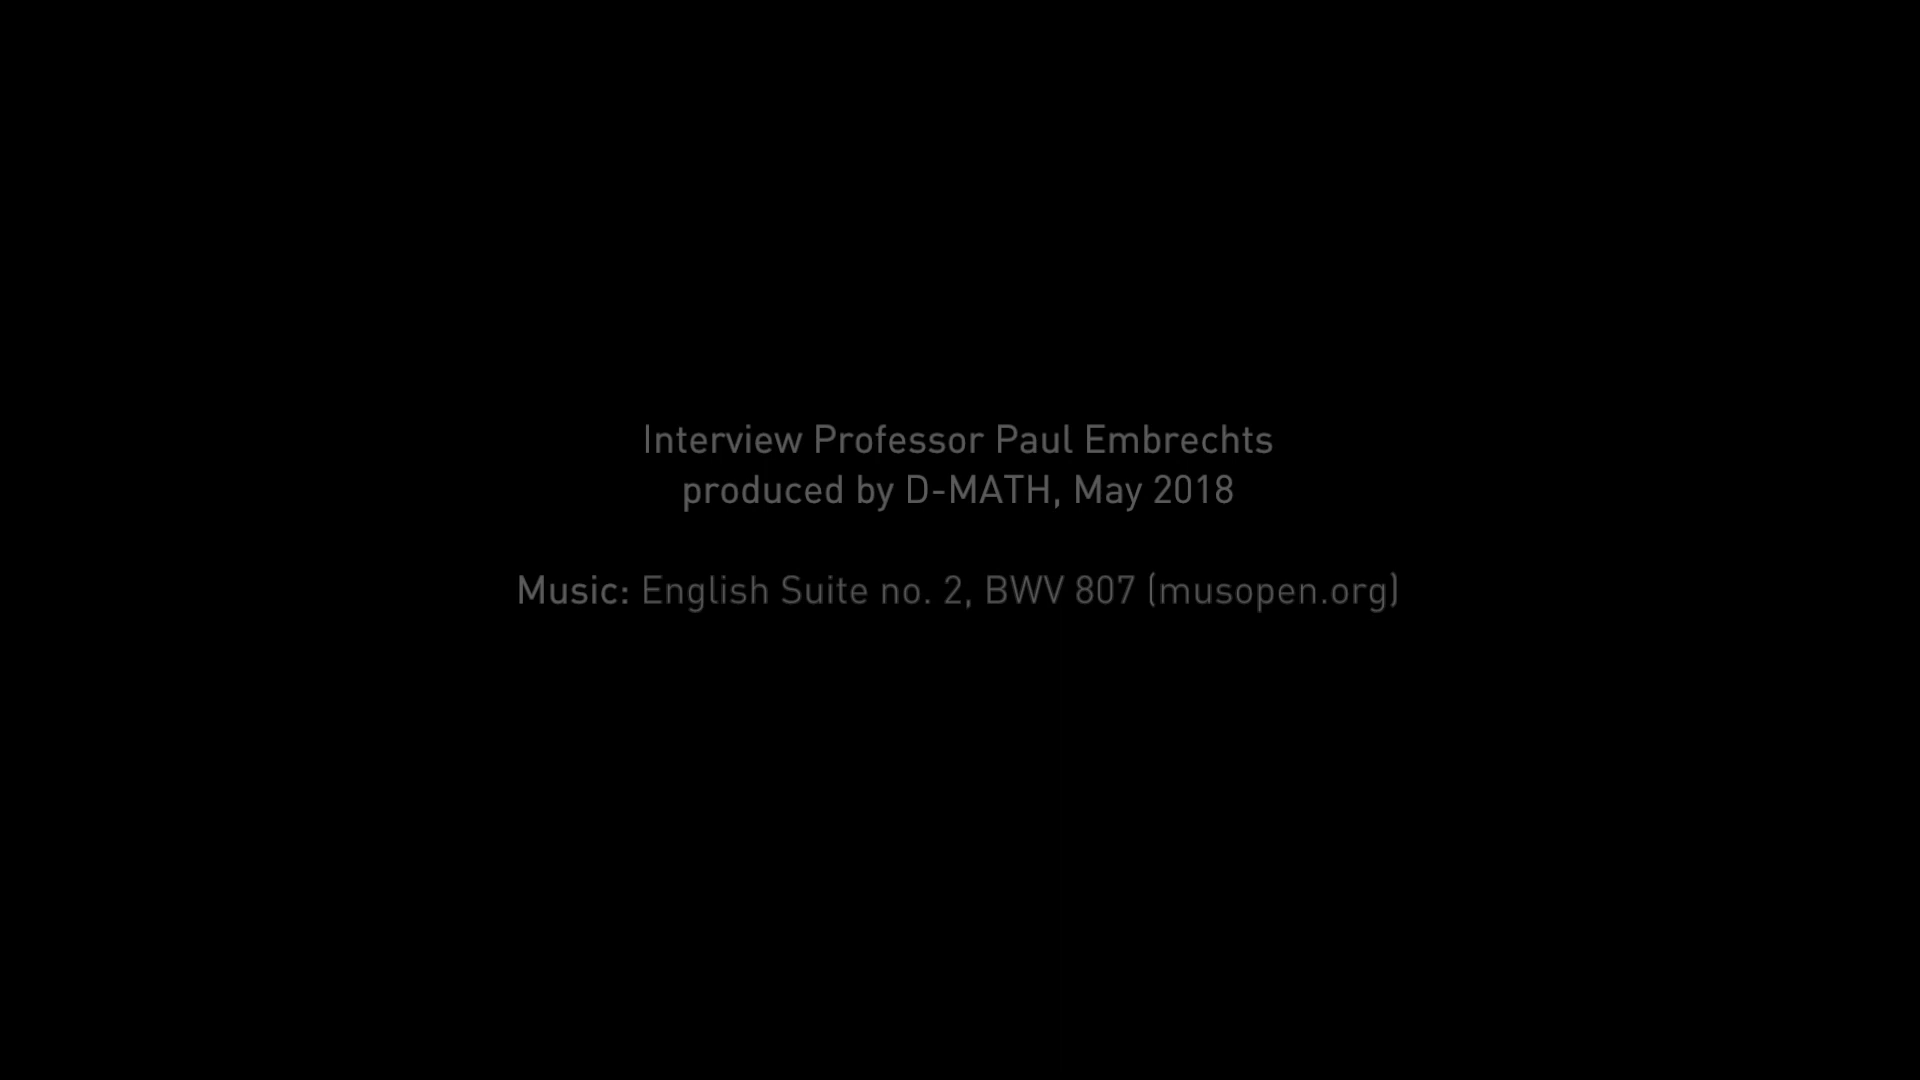 Interview Professor Paul Embrechts
produced by D-MATH, May 2018
Music: English Suite no. 2, BWV 807 (musopen.org)